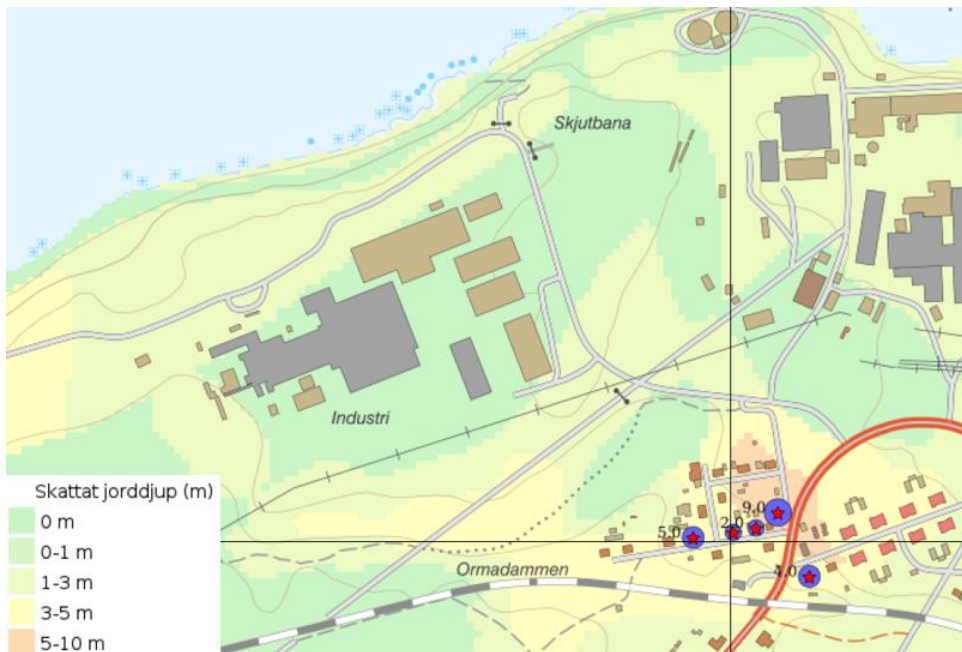 Skjutbana
Industri
9.0
2.0
5.0
Ormadammen
4.0
Skattat jorddjup (m)
0 m
0-1 m
1-3 m
3-5 m
5-10 m